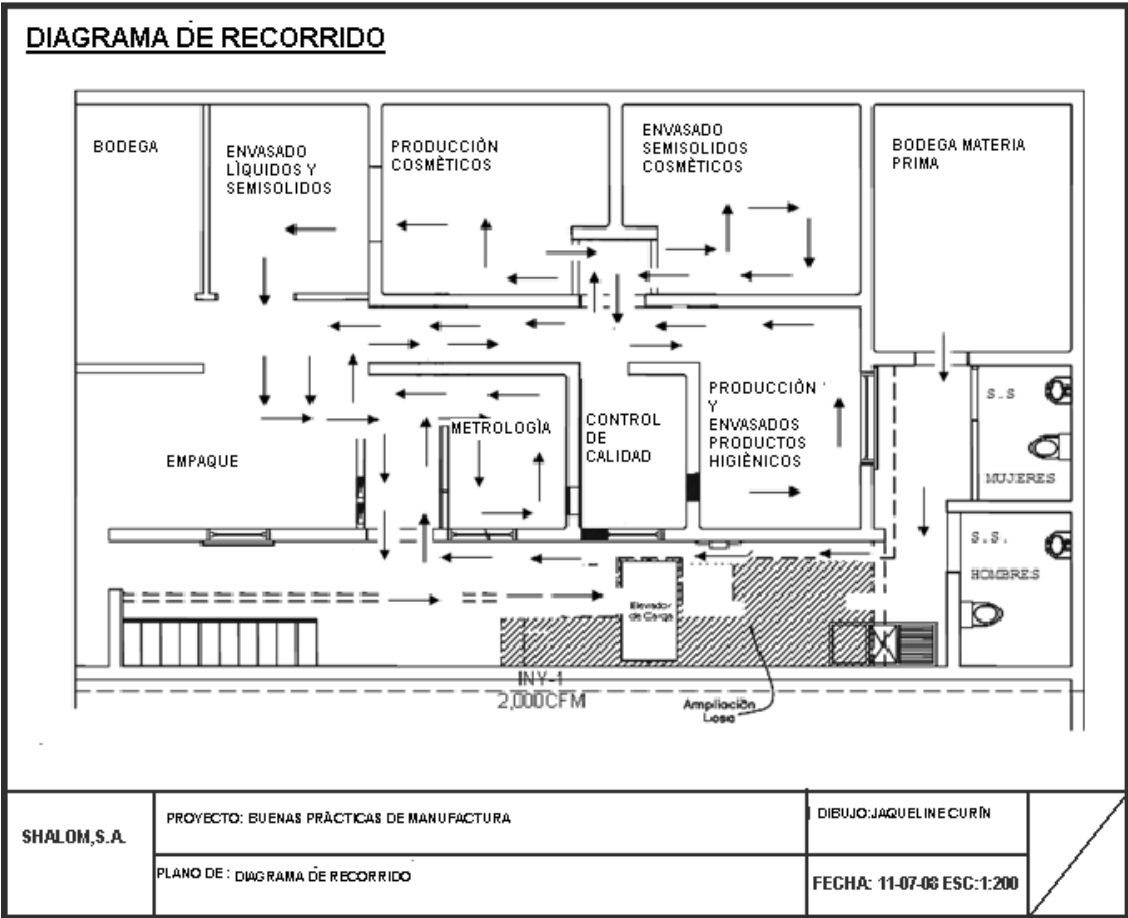 DIAGRAMA DE RECORRIDO
BODEGA
ENVASADO
LÌQUIDOS Y
SEMISOLIDOS
PRODUCCIÒN
COSMÈTICOS
ENVASADO
SEMISOLIDOS
COSMÈTICOS
BODEGA MATERIA
PRIMA
EMPAQUE
METROLOGÌA
CONTROL
DE
CALIDAD
PRODUCCIÒN
Y
ENVASADOS
PRODUCTOS
HIGIÈNICOS
S.S
MUJERES
S.S.
HOMBRES
Elevador
de Carga
INY-1
2,000CFM
Ampliación
Losa
SHALOM,S.A.
PROYECTO: BUENAS PRÀCTICAS DE MANUFACTURA
PLANO DE: DIAGRAMA DE RECORRIDO
DIBUJO:JAQUELINE CURÍN
FECHA: 11-07-08 ESC:1:200